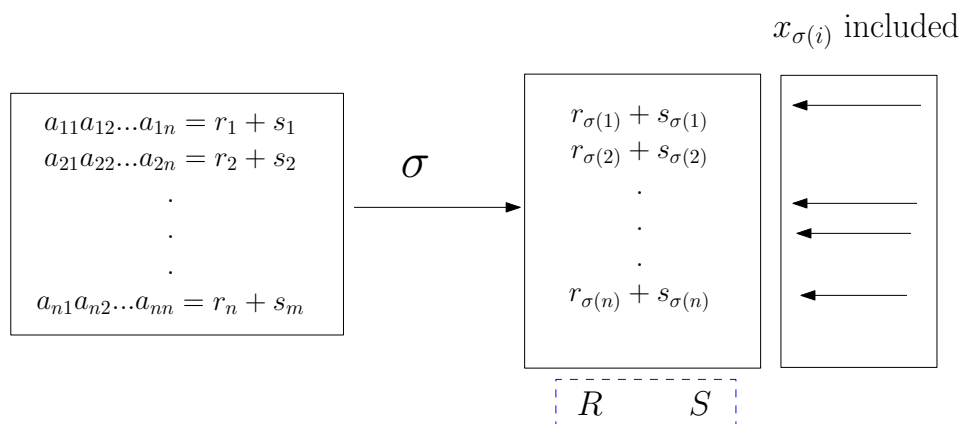 x_{σ(i)} included
a_{11}a_{12}...a_{1n} = r_1 + s_1
a_{21}a_{22}...a_{2n} = r_2 + s_2
.
.
.
a_{n1}a_{n2}...a_{nn} = r_n + s_m
σ
r_{σ(1)} + s_{σ(1)}
r_{σ(2)} + s_{σ(2)}
.
.
.
r_{σ(n)} + s_{σ(n)}
R S